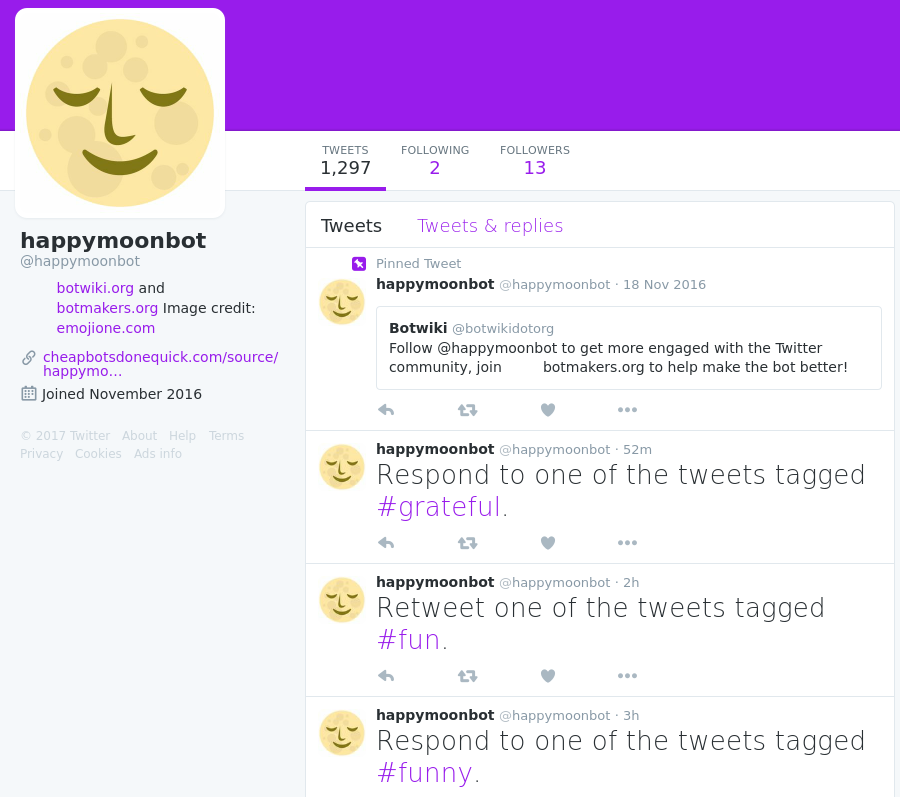 TWEETS
1,297
FOLLOWING
2
FOLLOWERS
13
happymoonbot
@happymoonbot
botwiki.org and
botmakers.org Image credit:
emojione.com
cheapbotsdonequick.com/source/
happymo…
Joined November 2016
© 2017 Twitter About Help Terms
Privacy Cookies Ads info
Tweets Tweets & replies
Pinned Tweet
happymoonbot @happymoonbot · 18 Nov 2016
Botwiki @botwikidotorg
Follow @happymoonbot to get more engaged with the Twitter
community, join botmakers.org to help make the bot better!
happymoonbot @happymoonbot · 52m
Respond to one of the tweets tagged
#grateful.
happymoonbot @happymoonbot · 2h
Retweet one of the tweets tagged
#fun.
happymoonbot @happymoonbot · 3h
Respond to one of the tweets tagged
#funny.